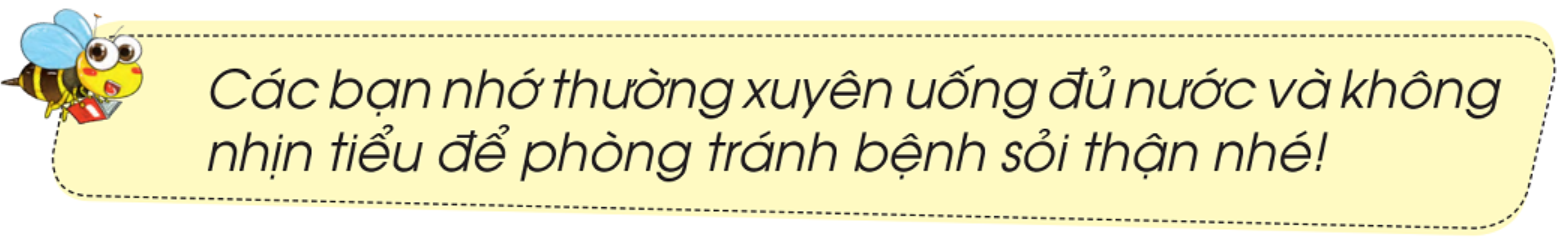 Các bạn nhớ thường xuyên uống đủ nước và không
nhịn tiểu để phòng tránh bệnh sỏi thận nhé!